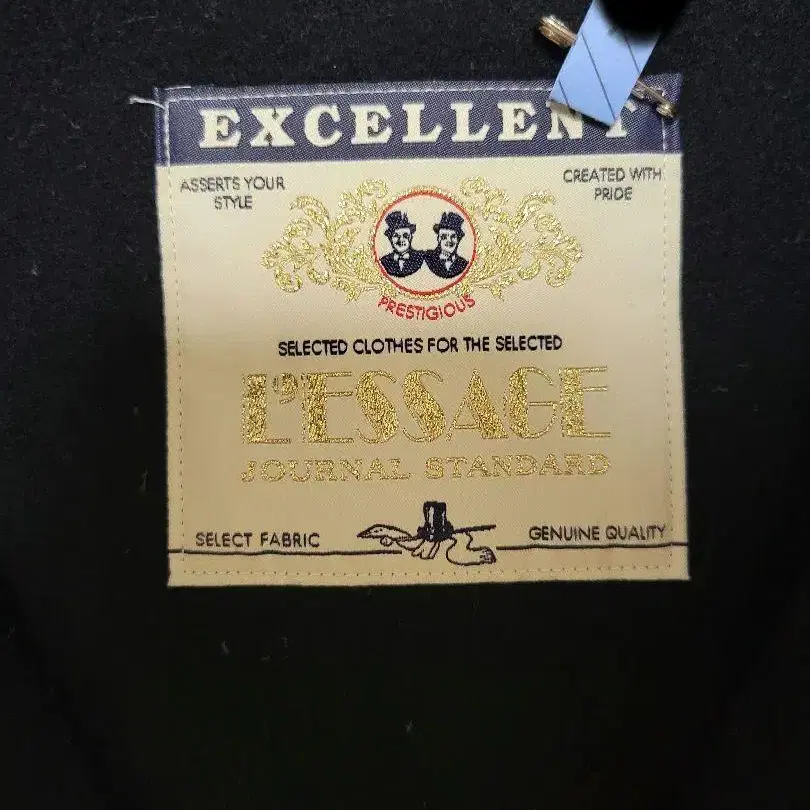 EXCELLENT
ASSERTS YOUR
STYLE
CREATED WITH
PRIDE
PRESTIGIOUS
SELECTED CLOTHES FOR THE SELECTED
L'ESSAGE
JOURNAL STANDARD
SELECT FABRIC
GENUINE QUALITY